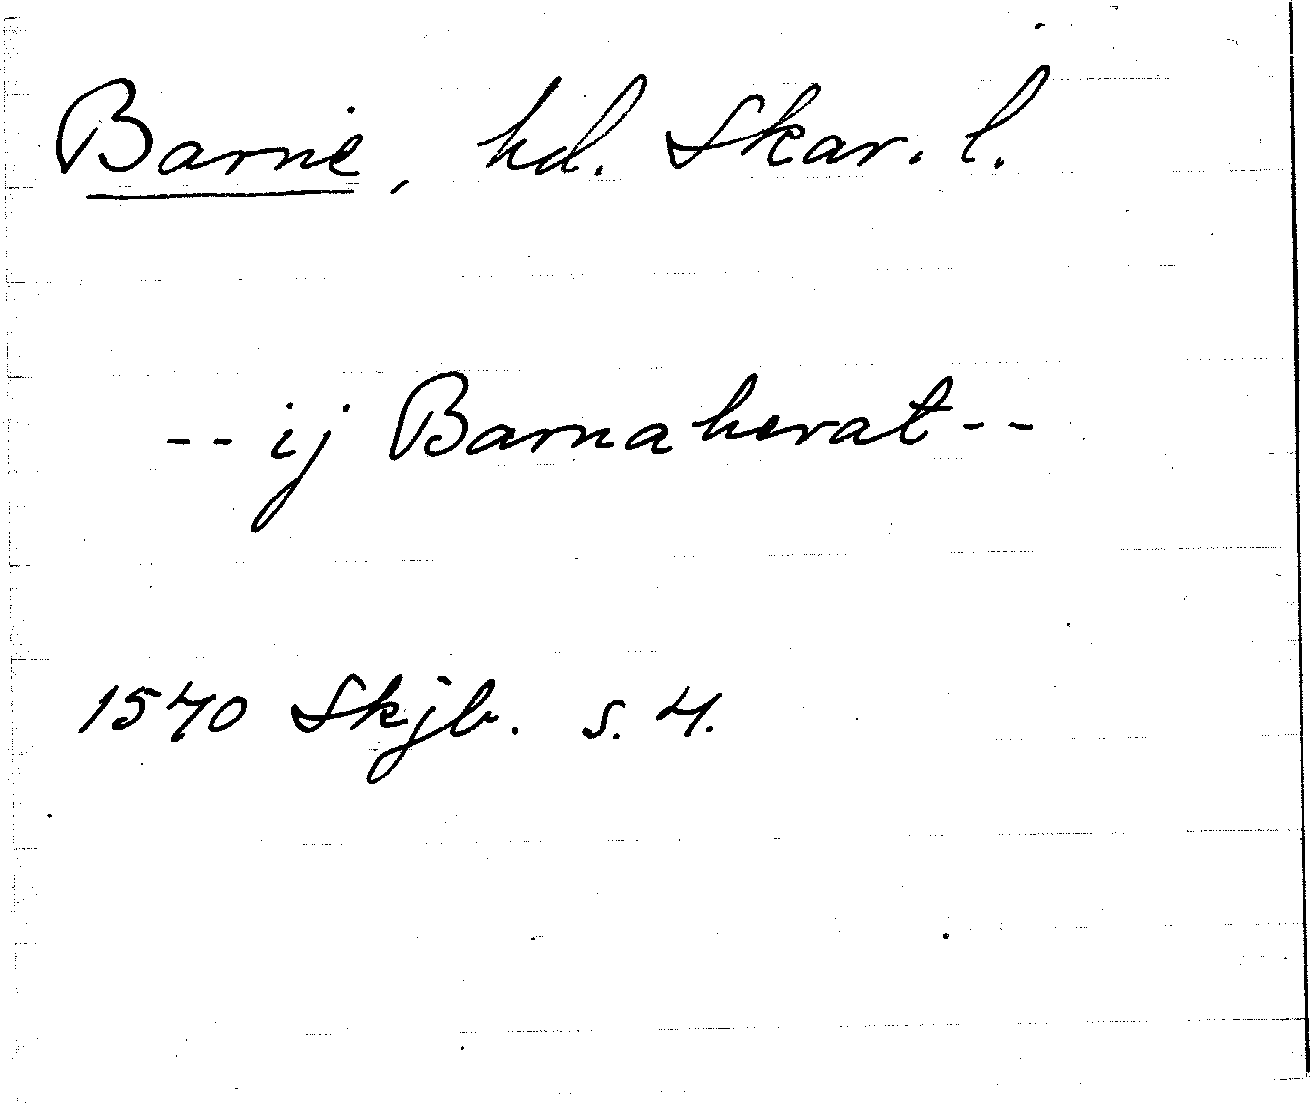 Barne, hd. Skar. l.
-- ij Barnaherat --
1540 Skjb. s. 4.